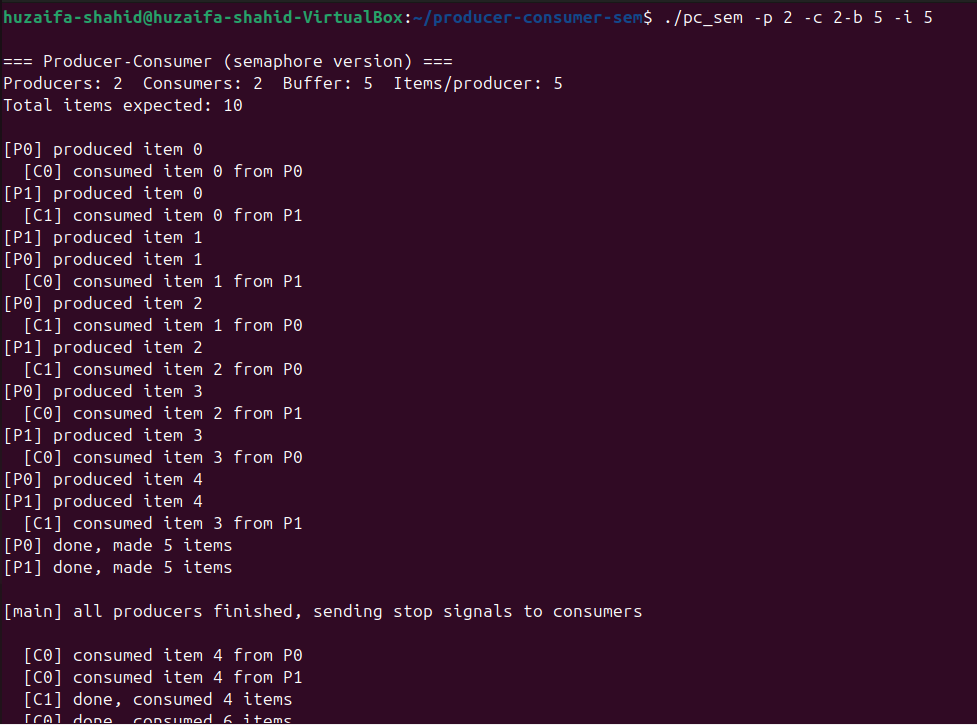 huzaifa-shahid@huzaifa-shahid-VirtualBox:~/producer-consumer-sem$ ./pc_sem -p 2 -c 2-b 5 -i 5
=== Producer-Consumer (semaphore version) ===
Producers: 2  Consumers: 2  Buffer: 5  Items/producer: 5
Total items expected: 10
[P0] produced item 0
[C0] consumed item 0 from P0
[P1] produced item 0
[C1] consumed item 0 from P1
[P1] produced item 1
[P0] produced item 1
[C0] consumed item 1 from P1
[P0] produced item 2
[C1] consumed item 1 from P0
[P1] produced item 2
[C1] consumed item 2 from P0
[P0] produced item 3
[C0] consumed item 2 from P1
[P1] produced item 3
[C0] consumed item 3 from P0
[P0] produced item 4
[P1] produced item 4
[C1] consumed item 3 from P1
[P0] done, made 5 items
[P1] done, made 5 items
[main] all producers finished, sending stop signals to consumers
[C0] consumed item 4 from P0
[C0] consumed item 4 from P1
[C1] done, consumed 4 items
[C0] done, consumed 6 items